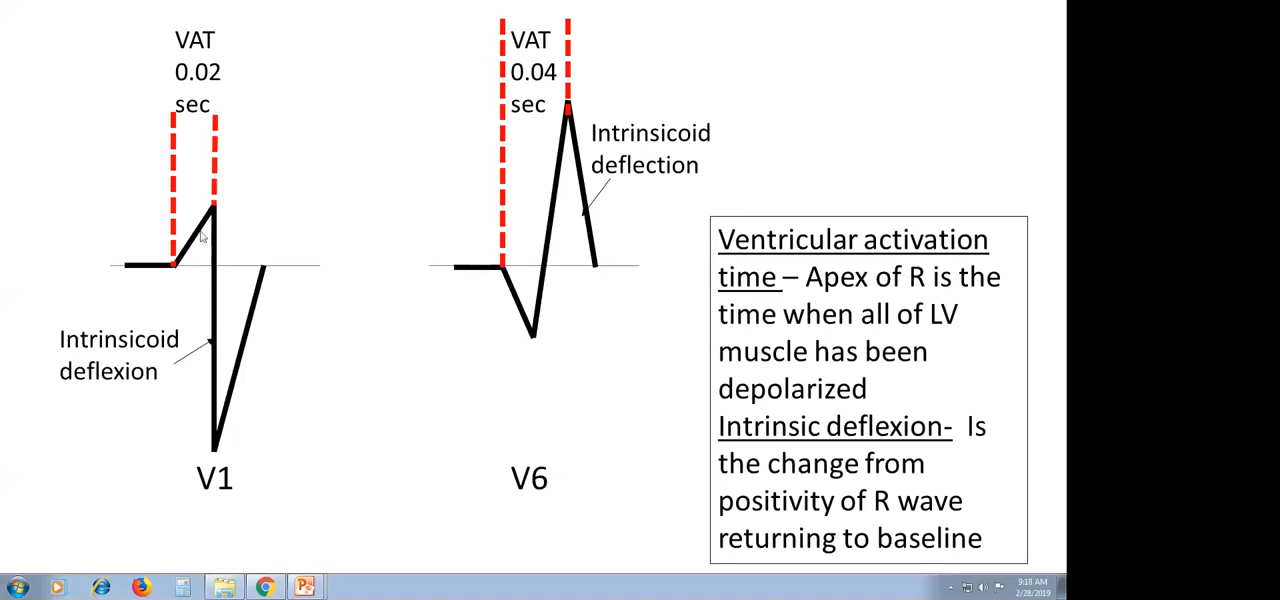 VAT
0.02
sec
VAT
0.04
sec
Intrinsicoid
deflection
Intrinsicoid
deflexion
V1
V6
Ventricular activation
time – Apex of R is the
time when all of LV
muscle has been
depolarized
Intrinsic deflexion- Is
the change from
positivity of R wave
returning to baseline
9:18 AM
2/28/2019